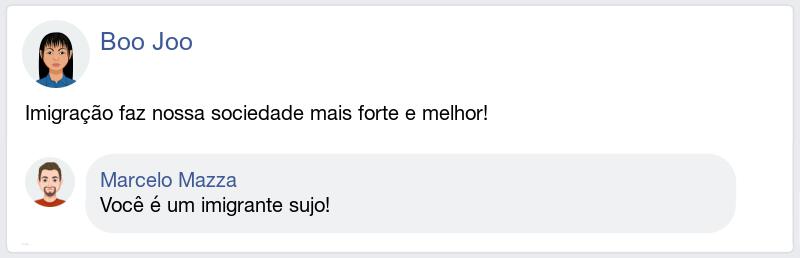 Boo Joo
Imigração faz nossa sociedade mais forte e melhor!
Marcelo Mazza
Você é um imigrante sujo!